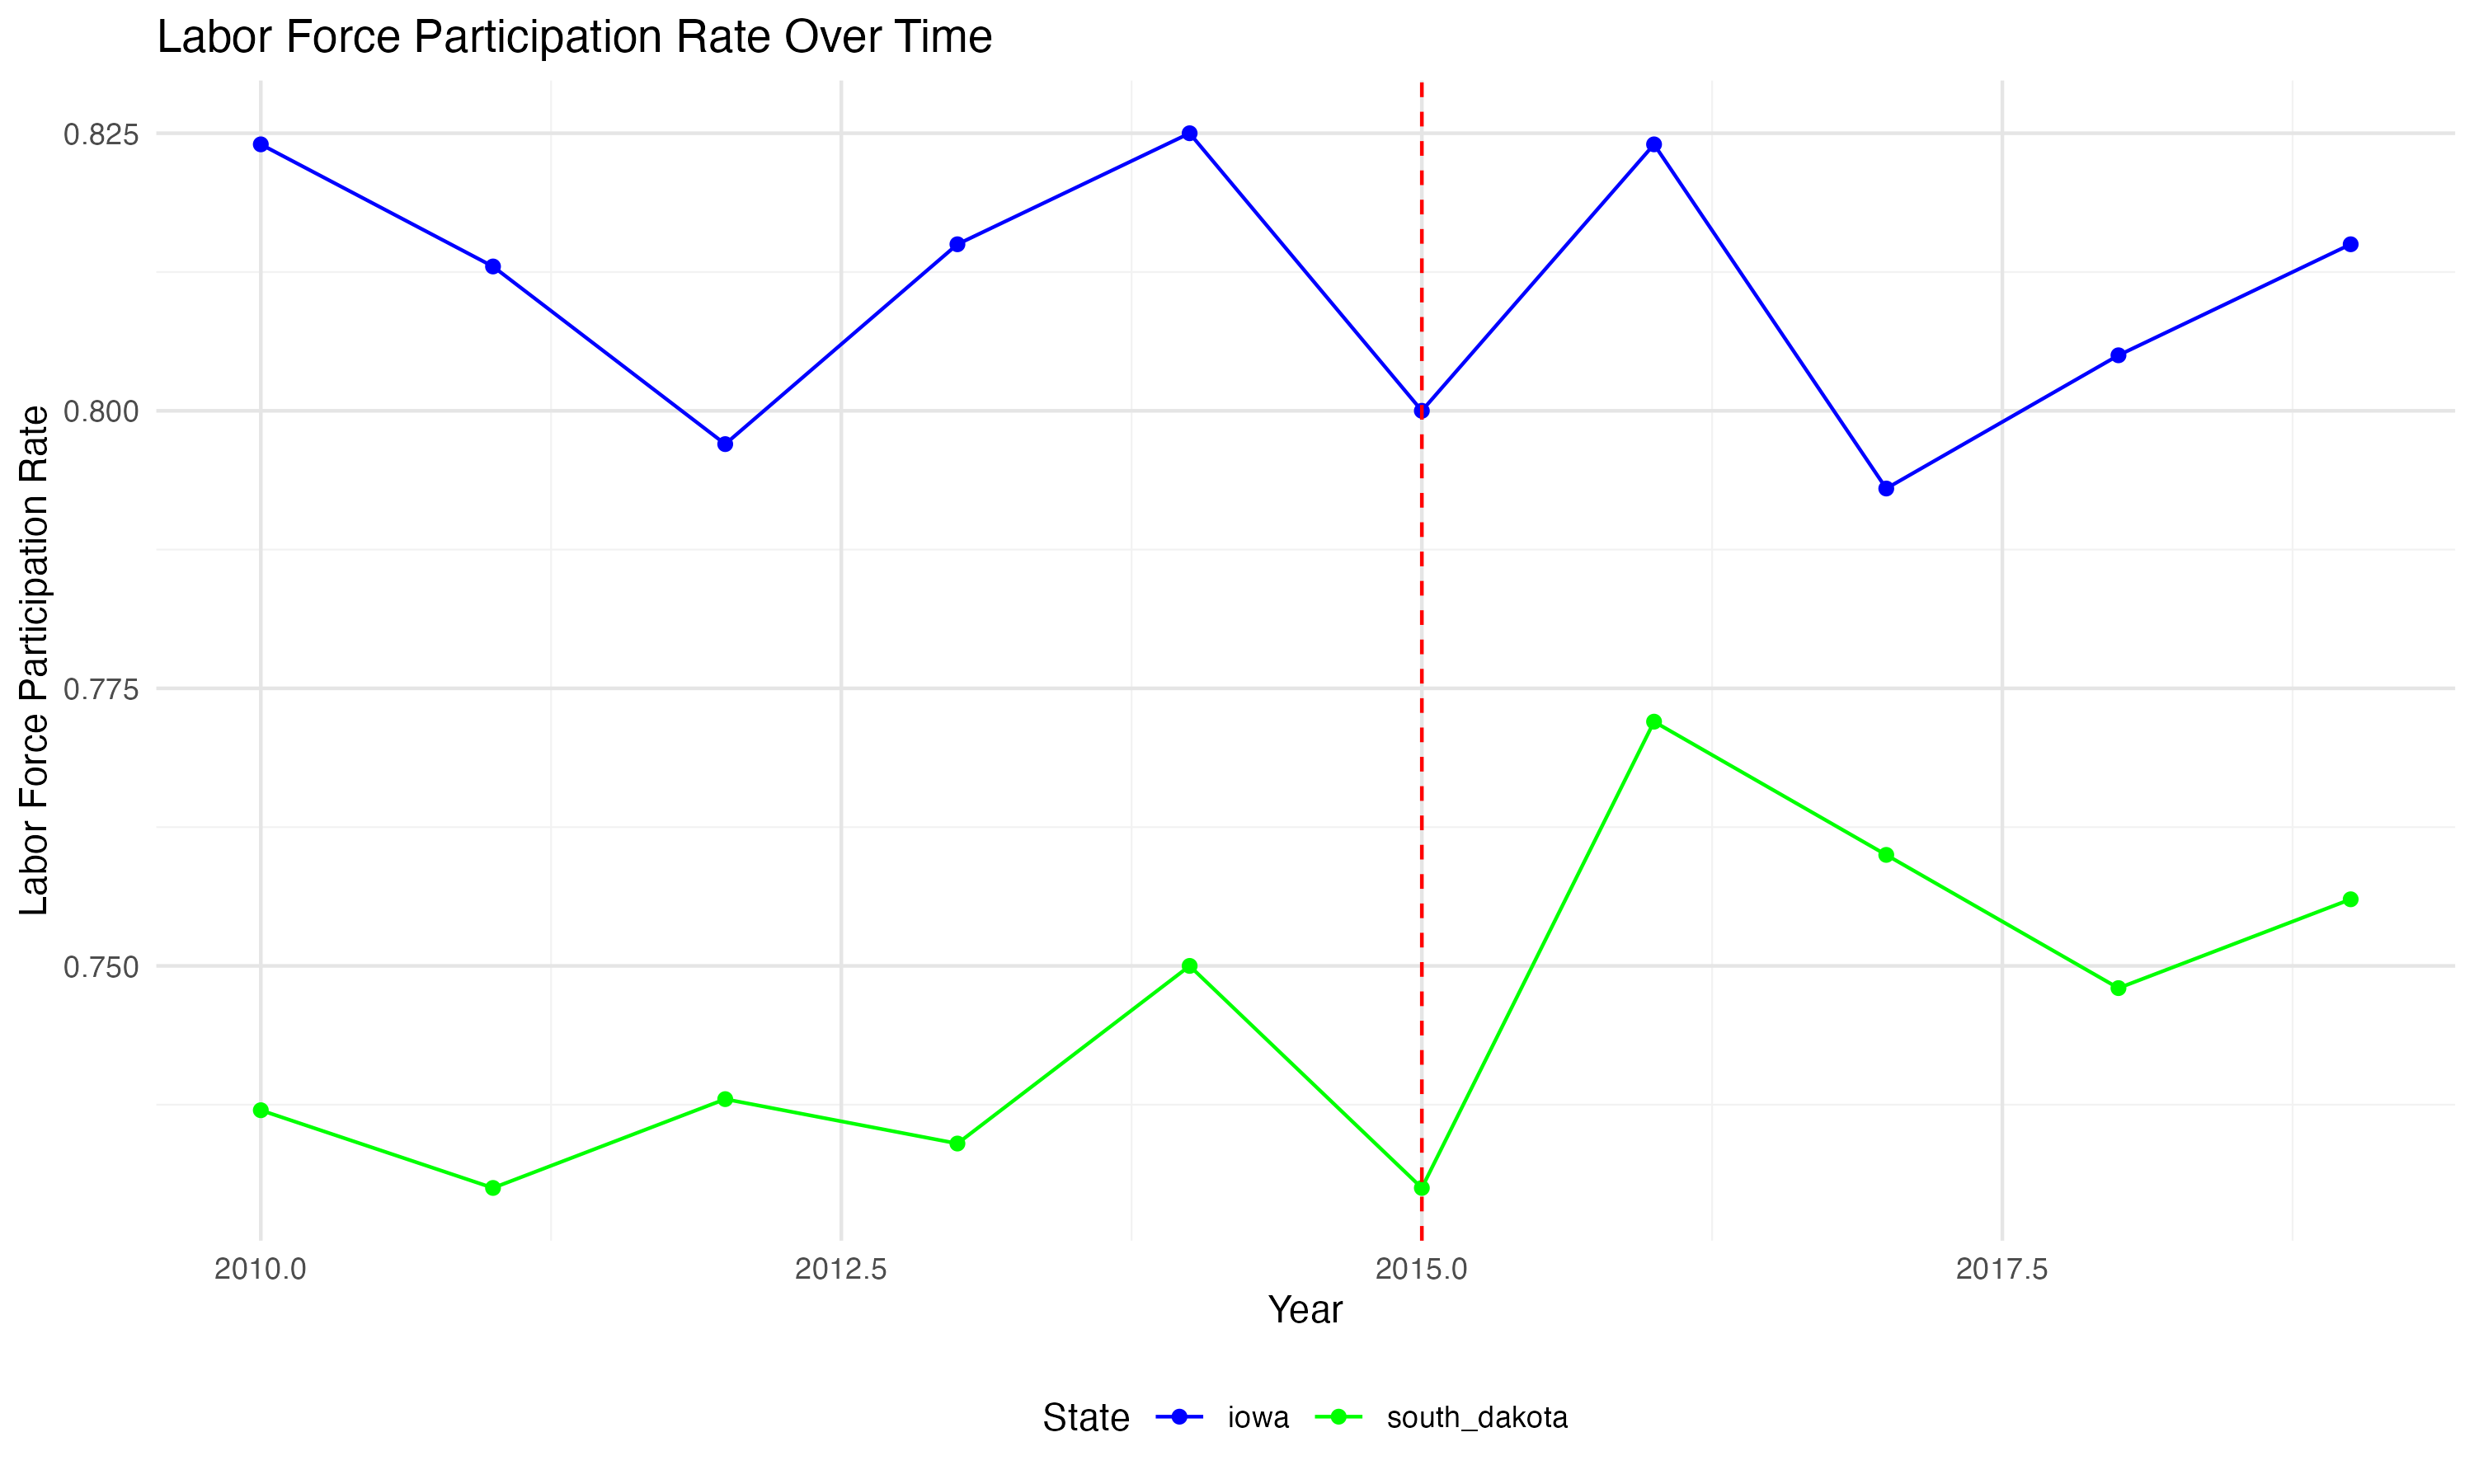 Labor Force Participation Rate Over Time
Labor Force Participation Rate
0.825
0.800
0.775
0.750
2010.0
2012.5
2015.0
2017.5
Year
State
iowa
south_dakota